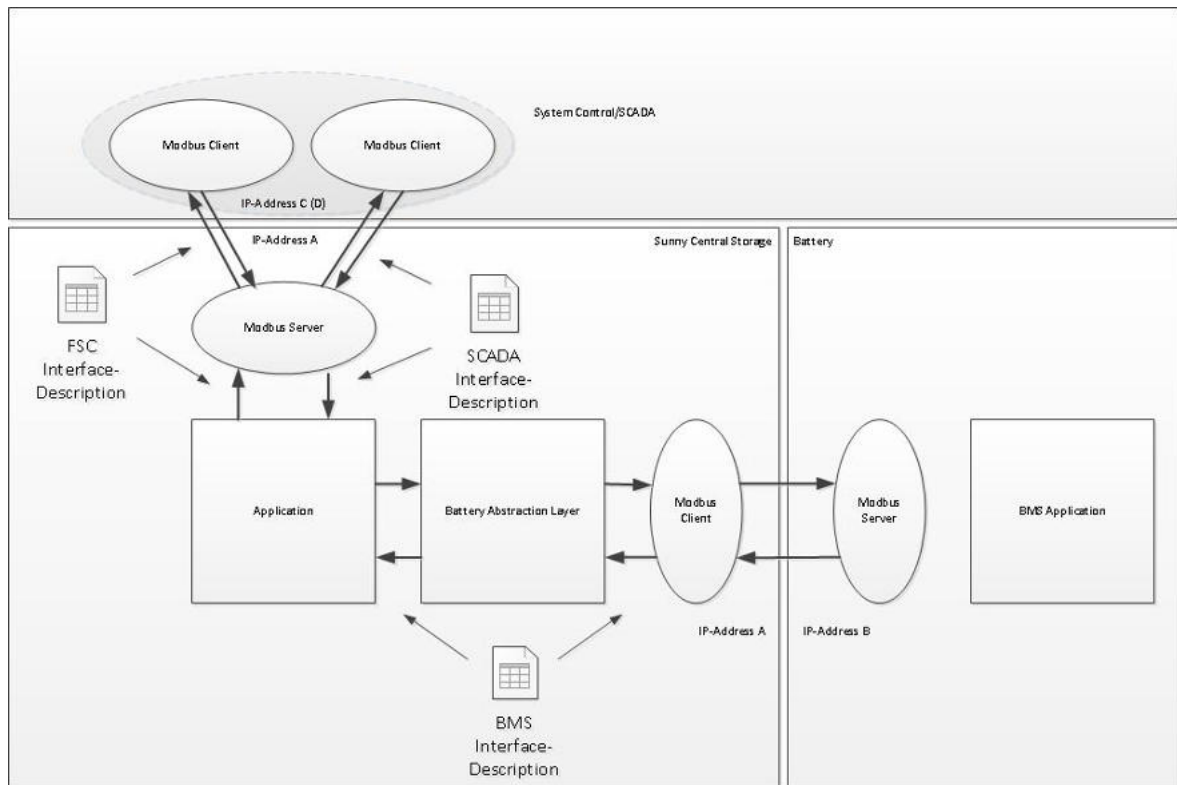 System Control/SCADA
Modbus Client
Modbus Client
IP-Address C (D)
IP-Address A
Sunny Central Storage
Battery
Modbus Server
FSC
Interface-
Description
SCADA
Interface-
Description
Application
Battery Abstraction Layer
Modbus
Client
Modbus
Server
BMS Application
IP-Address A
IP-Address B
BMS
Interface-
Description